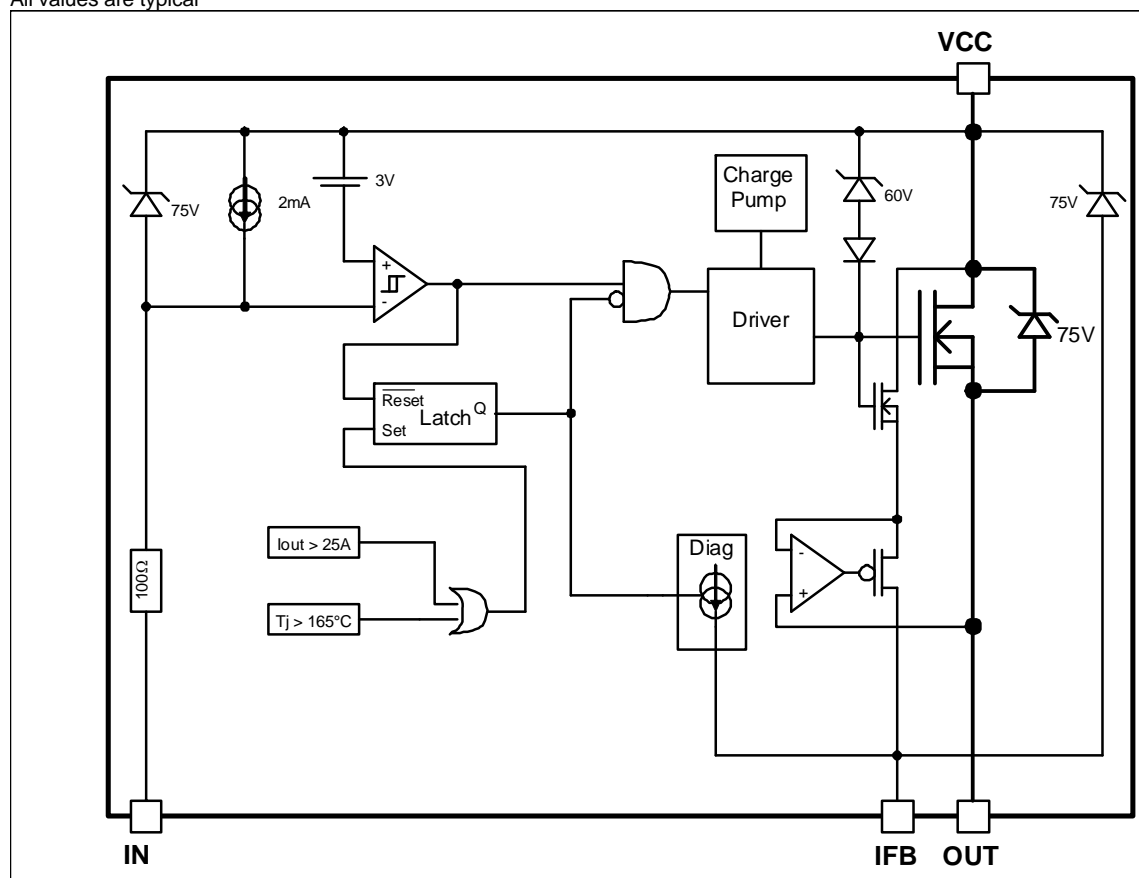 All values are typical
VCC
75V
2mA
3V
Charge
Pump
60V
75V
+
-
Driver
75V
Reset
Latch
Q
Set
Iout > 25A
Diag
-
+
100Ω
Tj > 165°C
IN
IFB
OUT